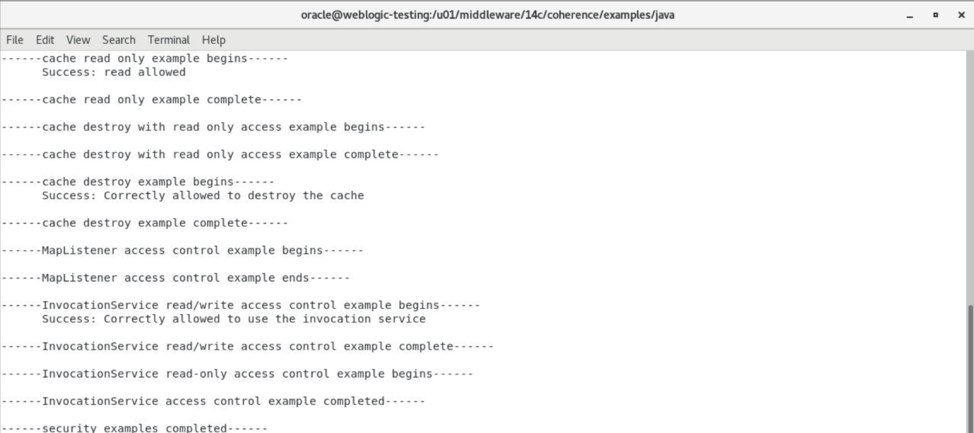 oracle@weblogic-testing:/u01/middleware/14c/coherence/examples/java
File Edit View Search Terminal Help
------cache read only example begins------
Success: read allowed
------cache read only example complete------
------cache destroy with read only access example begins------
------cache destroy with read only access example complete------
------cache destroy example begins------
Success: Correctly allowed to destroy the cache
------cache destroy example complete------
------MapListener access control example begins------
------MapListener access control example ends------
------InvocationService read/write access control example begins------
Success: Correctly allowed to use the invocation service
------InvocationService read/write access control example complete------
------InvocationService read-only access control example begins------
------InvocationService access control example completed------
------security examples completed------